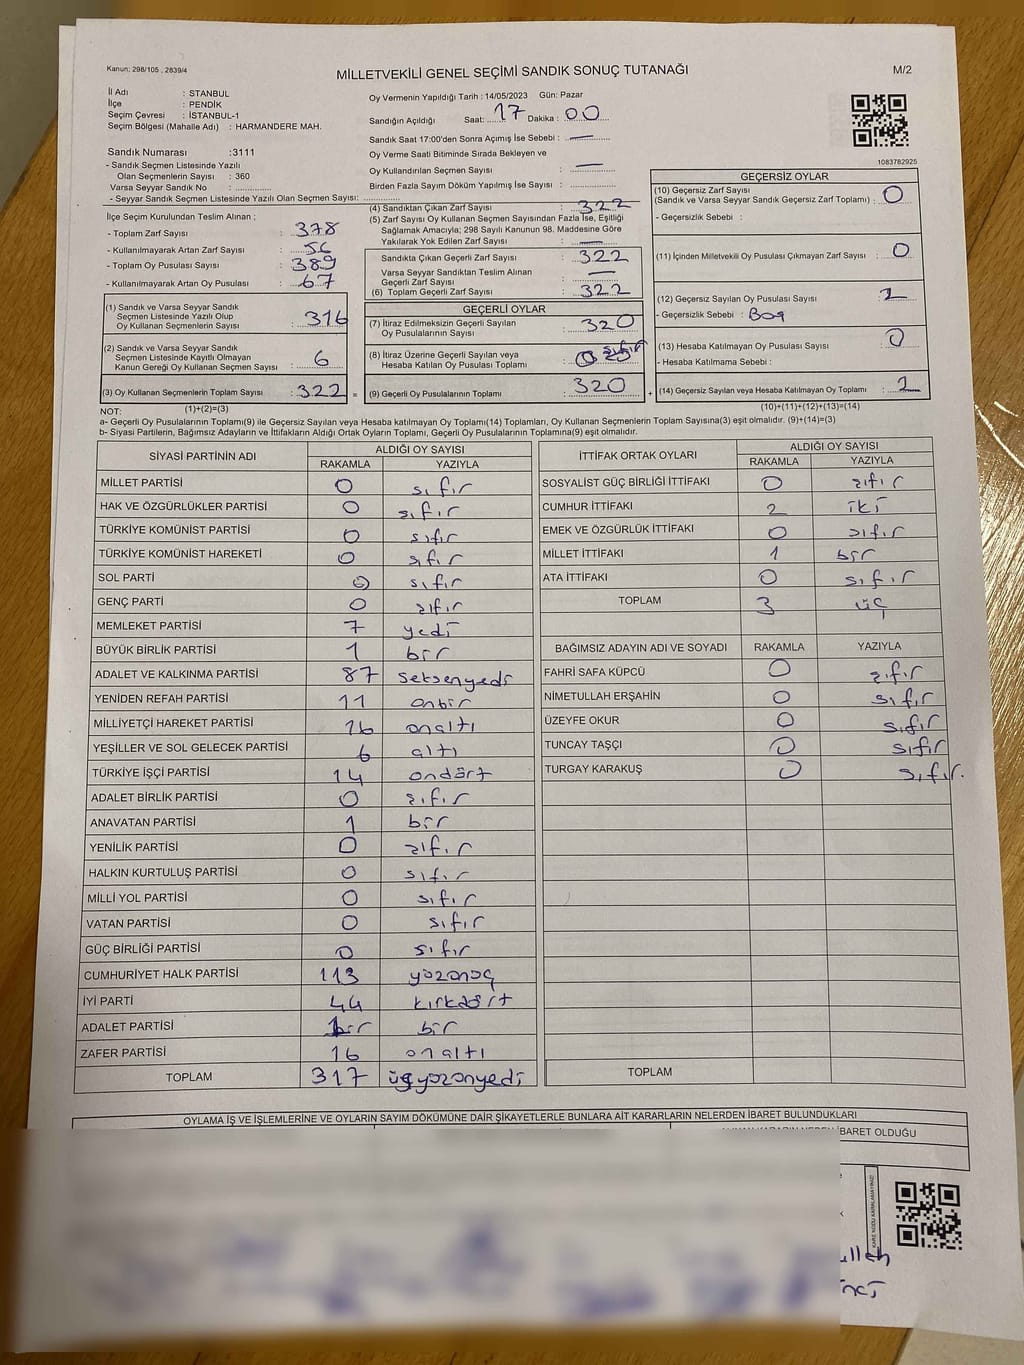 Kanun: 298/105 , 2839/4
MİLLETVEKİLİ GENEL SEÇİMİ SANDIK SONUÇ TUTANAĞI
M/2
İl Adı : STANBUL
İlçe : PENDİK
Seçim Çevresi : İSTANBUL-1
Seçim Bölgesi (Mahalle Adı) : HARMANDERE MAH.
Oy Vermenin Yapıldığı Tarih : 14/05/2023 Gün: Pazar
Sandığın Açıldığı Saat: 17 Dakika : 00
Sandık Saat 17:00'den Sonra Açımış İse Sebebi : —
Oy Verme Saati Bitiminde Sırada Bekleyen ve
Oy Kullandırılan Seçmen Sayısı : —
Birden Fazla Sayım Döküm Yapılmış İse Sayısı :
1083782925
Sandık Numarası :3111
- Sandık Seçmen Listesinde Yazılı
Olan Seçmenlerin Sayısı : 360
Varsa Seyyar Sandık No :
- Seyyar Sandık Seçmen Listesinde Yazılı Olan Seçmen Sayısı:
İlçe Seçim Kurulundan Teslim Alınan ;
- Toplam Zarf Sayısı : 378
- Kullanılmayarak Artan Zarf Sayısı : 56
- Toplam Oy Pusulası Sayısı : 389
- Kullanılmayarak Artan Oy Pusulası : 67
(1) Sandık ve Varsa Seyyar Sandık
Seçmen Listesinde Yazılı Olup
Oy Kullanan Seçmenlerin Sayısı : 316
(2) Sandık ve Varsa Seyyar Sandık
Seçmen Listesinde Kayıtlı Olmayan
Kanun Gereği Oy Kullanan Seçmen Sayısı : 6
(3) Oy Kullanan Seçmenlerin Toplam Sayısı : 322 =
(4) Sandıktan Çıkan Zarf Sayısı : 322
(5) Zarf Sayısı Oy Kullanan Seçmen Sayısından Fazla İse, Eşitliği
Sağlamak Amacıyla; 298 Sayılı Kanunun 98. Maddesine Göre
Yakılarak Yok Edilen Zarf Sayısı : —
Sandıkta Çıkan Geçerli Zarf Sayısı : 322
Varsa Seyyar Sandıktan Teslim Alınan
Geçerli Zarf Sayısı : —
(6) Toplam Geçerli Zarf Sayısı : 322
GEÇERLİ OYLAR
(7) İtiraz Edilmeksizin Geçerli Sayılan
Oy Pusulalarının Sayısı : 320
(8) İtiraz Üzerine Geçerli Sayılan veya
Hesaba Katılan Oy Pusulası Toplamı : 0 sıfır
(9) Geçerli Oy Pusulalarının Toplamı : 320 +
GEÇERSİZ OYLAR
(10) Geçersiz Zarf Sayısı
(Sandık ve Varsa Seyyar Sandık Geçersiz Zarf Toplamı) : 0
- Geçersizlik Sebebi :
(11) İçinden Milletvekili Oy Pusulası Çıkmayan Zarf Sayısı : 0
(12) Geçersiz Sayılan Oy Pusulası Sayısı : 2
- Geçersizlik Sebebi : Boş
(13) Hesaba Katılmayan Oy Pusulası Sayısı : 0
- Hesaba Katılmama Sebebi :
(14) Geçersiz Sayılan veya Hesaba Katılmayan Oy Toplamı : 2
NOT: (1)+(2)=(3) (10)+(11)+(12)+(13)=(14)
a- Geçerli Oy Pusulalarının Toplamı(9) ile Geçersiz Sayılan veya Hesaba katılmayan Oy Toplamı(14) Toplamları, Oy Kullanan Seçmenlerin Toplam Sayısına(3) eşit olmalıdır. (9)+(14)=(3)
b- Siyasi Partilerin, Bağımsız Adayların ve İttifakların Aldığı Ortak Oyların Toplamı, Geçerli Oy Pusulalarının Toplamına(9) eşit olmalıdır.
SİYASİ PARTİNİN ADI ALDIĞI OY SAYISI
RAKAMLA YAZIYLA
MİLLET PARTİSİ 0 sıfır
HAK VE ÖZGÜRLÜKLER PARTİSİ 0 sıfır
TÜRKİYE KOMÜNİST PARTİSİ 0 sıfır
TÜRKİYE KOMÜNİST HAREKETİ 0 sıfır
SOL PARTİ 0 sıfır
GENÇ PARTİ 0 sıfır
MEMLEKET PARTİSİ 7 yedi
BÜYÜK BİRLİK PARTİSİ 1 bir
ADALET VE KALKINMA PARTİSİ 87 seksenyedi
YENİDEN REFAH PARTİSİ 11 onbir
MİLLİYETÇİ HAREKET PARTİSİ 16 onaltı
YEŞİLLER VE SOL GELECEK PARTİSİ 6 altı
TÜRKİYE İŞÇİ PARTİSİ 14 ondört
ADALET BİRLİK PARTİSİ 0 sıfır
ANAVATAN PARTİSİ 1 bir
YENİLİK PARTİSİ 0 sıfır
HALKIN KURTULUŞ PARTİSİ 0 sıfır
MİLLİ YOL PARTİSİ 0 sıfır
VATAN PARTİSİ 0 sıfır
GÜÇ BİRLİĞİ PARTİSİ 0 sıfır
CUMHURİYET HALK PARTİSİ 113 yüzonüç
İYİ PARTİ 44 kırkdört
ADALET PARTİSİ 1 bir bir
ZAFER PARTİSİ 16 onaltı
TOPLAM 317 üçyüzonyedi
İTTİFAK ORTAK OYLARI ALDIĞI OY SAYISI
RAKAMLA YAZIYLA
SOSYALİST GÜÇ BİRLİĞİ İTTİFAKI 0 sıfır
CUMHUR İTTİFAKI 2 iki
EMEK VE ÖZGÜRLÜK İTTİFAKI 0 sıfır
MİLLET İTTİFAKI 1 bir
ATA İTTİFAKI 0 sıfır
TOPLAM 3 üç
BAĞIMSIZ ADAYIN ADI VE SOYADI RAKAMLA YAZIYLA
FAHRİ SAFA KÜPCÜ 0 sıfır
NİMETULLAH ERŞAHİN 0 sıfır
ÜZEYFE OKUR 0 sıfır
TUNCAY TAŞÇI 0 sıfır
TURGAY KARAKUŞ 0 sıfır.
TOPLAM
OYLAMA İŞ VE İŞLEMLERİNE VE OYLARIN SAYIM DÖKÜMÜNE DAİR ŞİKAYETLERLE BUNLARA AİT KARARLARIN NELERDEN İBARET BULUNDUKLARI
İBARET OLDUĞU
KARE KODU KARALAMAYINIZ!